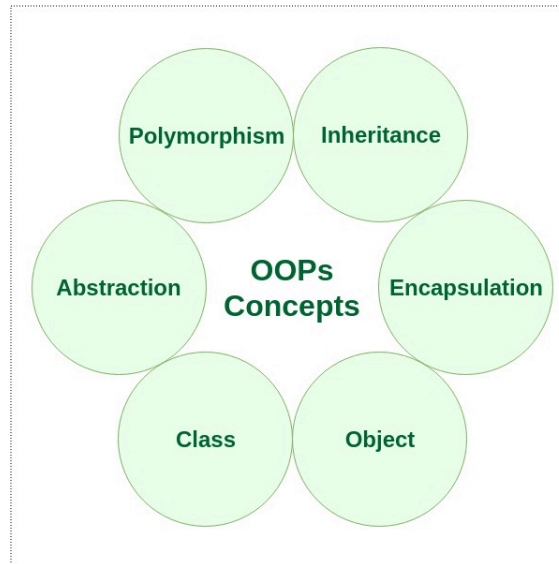 Polymorphism
Inheritance
Abstraction
OOPs
Concepts
Encapsulation
Class
Object